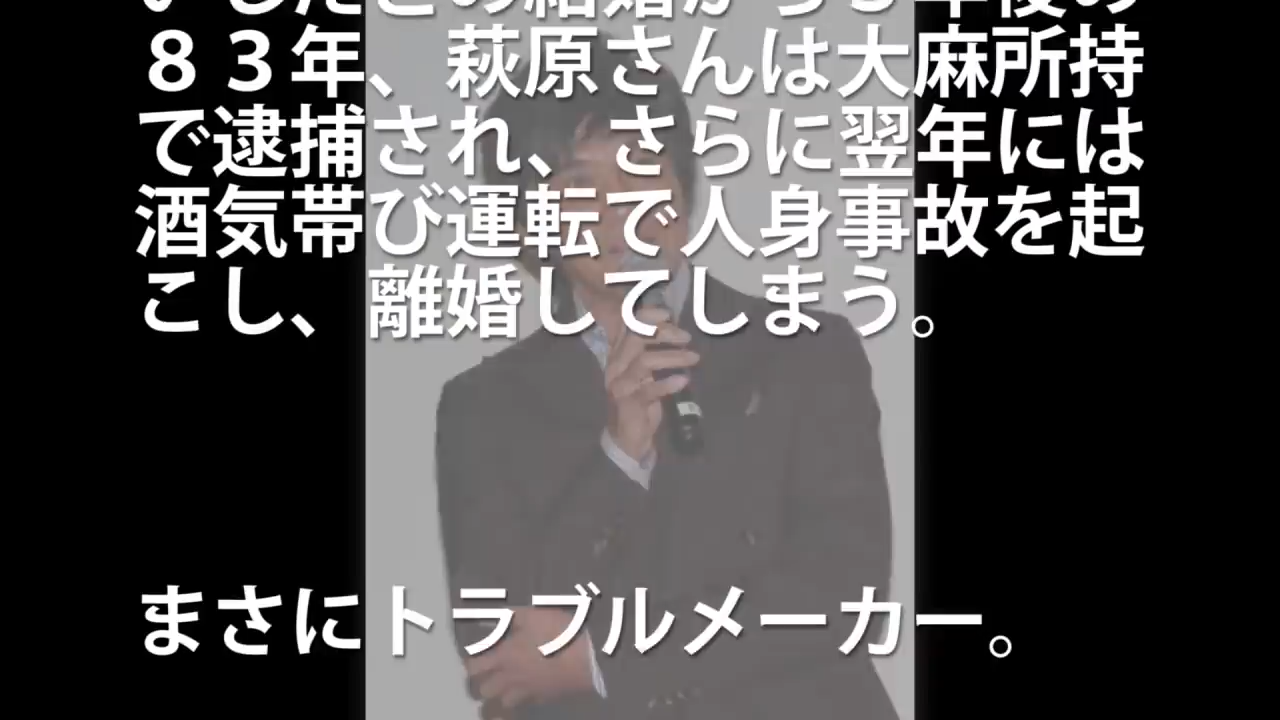 ８３年、萩原さんは大麻所持
で逮捕され、さらに翌年には
酒気帯び運転で人身事故を起
こし、離婚してしまう。
まさにトラブルメーカー。